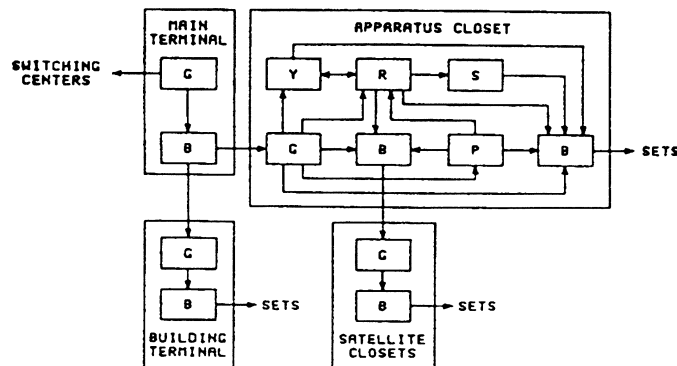 MAIN
TERMINAL
APPARATUS CLOSET
SWITCHING
CENTERS
G
Y
R
S
B
G
B
P
B
SETS
G
G
B
SETS
B
SETS
BUILDING
TERMINAL
SATELLITE
CLOSETS